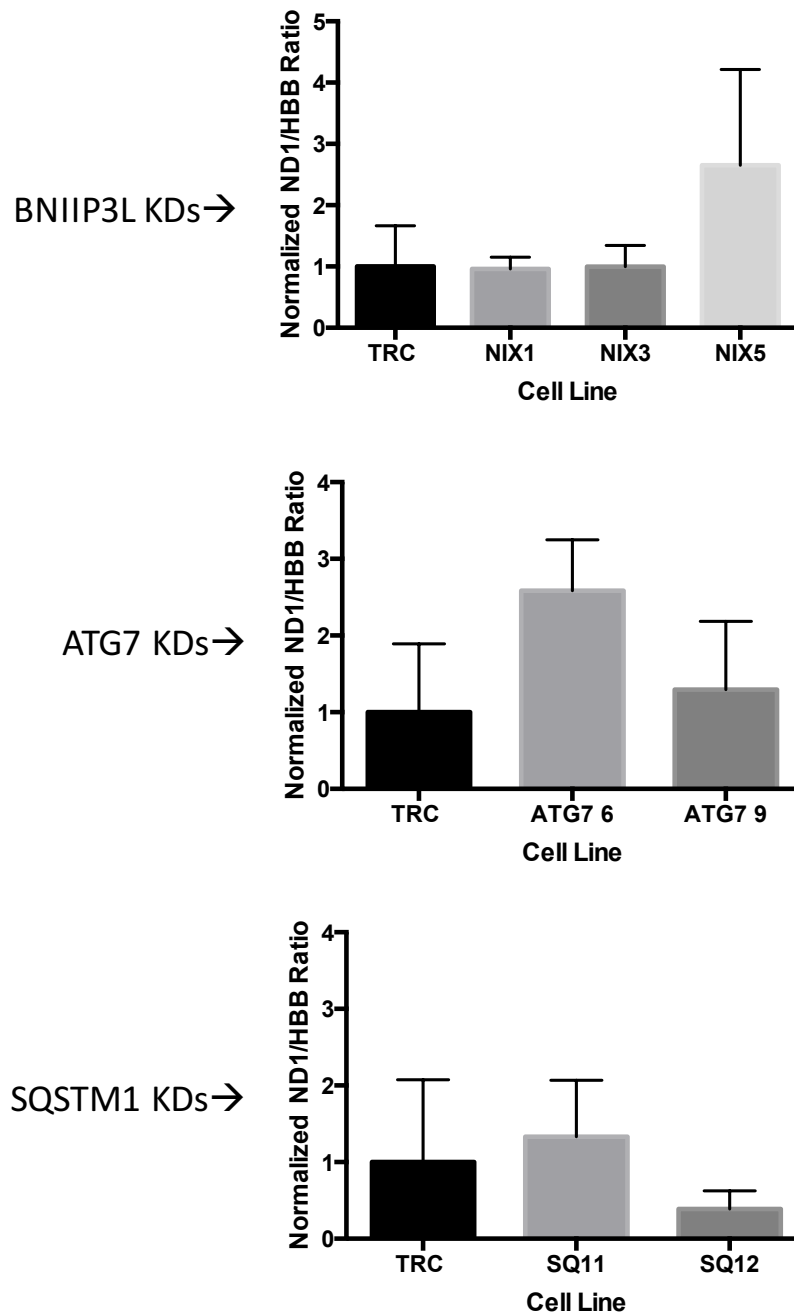 BNIIP3L KDs→
Normalized ND1/HBB Ratio
5
4
3
2
1
0
TRC NIX1 NIX3 NIX5
Cell Line
ATG7 KDs→
Normalized ND1/HBB Ratio
4
3
2
1
0
TRC ATG7 6 ATG7 9
Cell Line
SQSTM1 KDs→
Normalized ND1/HBB Ratio
4
3
2
1
0
TRC SQ11 SQ12
Cell Line